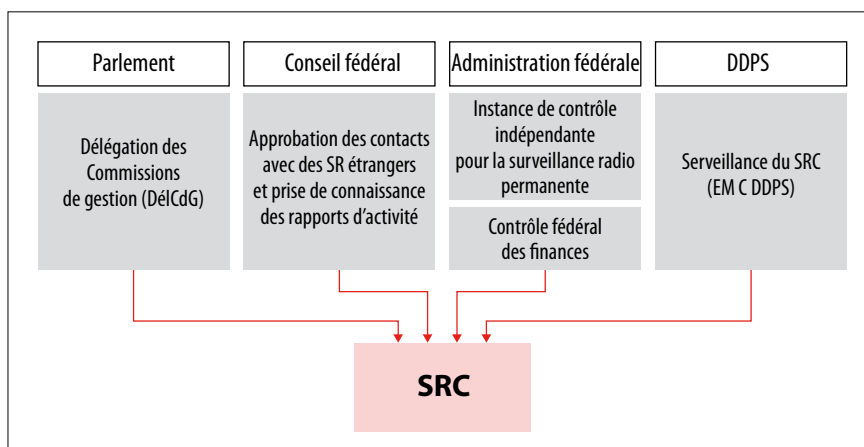 Parlement
Délégation des
Commissions
de gestion (DélCdG)
Conseil fédéral
Approbation des contacts
avec des SR étrangers
et prise de connaissance
des rapports d’activité
Administration fédérale
Instance de contrôle
indépendante
pour la surveillance radio
permanente
Contrôle fédéral
des finances
DDPS
Serveillance du SRC
(EM C DDPS)
SRC